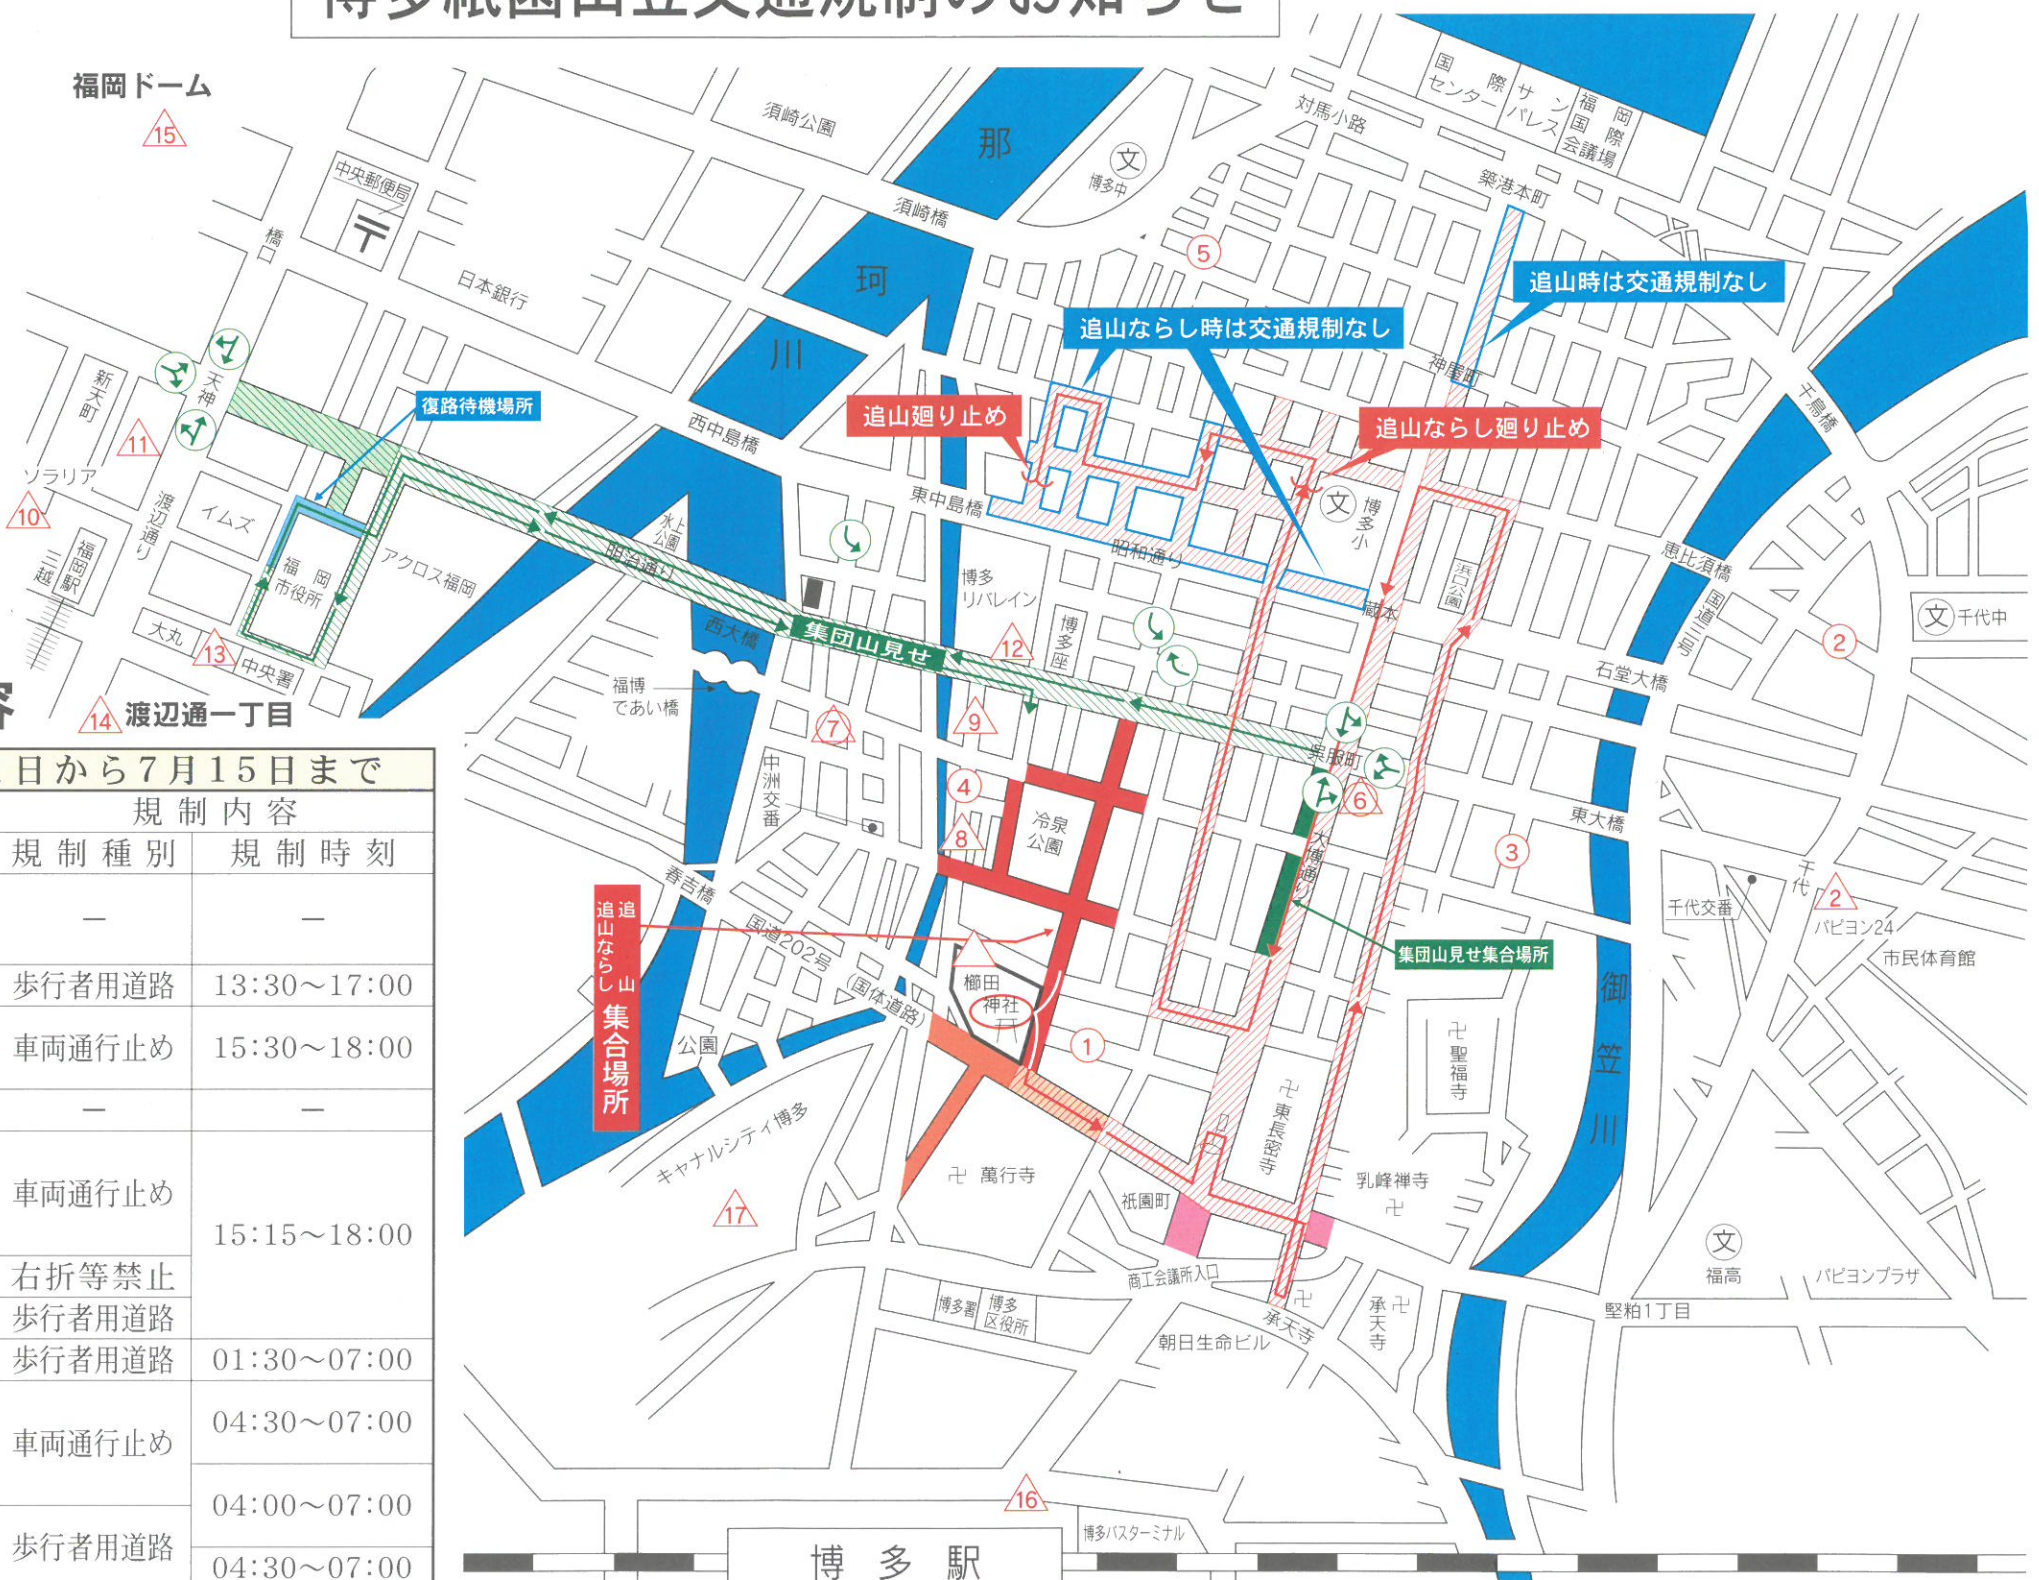 福岡ドーム
15
須崎公園
那
珂
川
文
博多中
対馬小路
国際
センター
サン
パレス
福岡
国際
会議場
築港本町
中央郵便局
〒
橋
日本銀行
須崎橋
5
追山時は交通規制なし
追山ならし時は交通規制なし
神屋町
千鳥橋
新天町
天神
復路待機場所
11
西中島橋
追山廻り止め
追山ならし廻り止め
ソラリア
10
渡辺通り
イムズ
三越
福岡駅
福岡
市役所
アクロス福岡
水上
公園
明治通り
東中島橋
昭和通り
文
博多小
浜口公園
恵比須橋
国道三号
文
千代中
2
博多
リバレイン
博多座
蔵本
大丸
13
中央署
西大橋
集団山見せ
12
石堂大橋
14
渡辺通一丁目
福博
であい橋
7
9
呉服町
6
日から7月15日まで
規制内容
規制種別
規制時刻
—
—
歩行者用道路
13:30〜17:00
車両通行止め
15:30〜18:00
—
—
車両通行止め
15:15〜18:00
右折等禁止
歩行者用道路
歩行者用道路
01:30〜07:00
車両通行止め
04:30〜07:00
04:00〜07:00
歩行者用道路
04:30〜07:00
中洲交番
4
8
冷泉
公園
大博通り
東大橋
3
千代
2
千代交番
パピヨン24
市民体育館
春吉橋
国道202号
(国体道路)
追山
追山ならし
集合場所
櫛田
神社
集団山見せ集合場所
御
笠
川
公園
1
卍
聖福寺
卍
東長密寺
キャナルシティ博多
卍 萬行寺
17
祇園町
乳峰禅寺
卍
文
福高
パピヨンプラザ
商工会議所入口
博多署
博多
区役所
卍
承天寺
卍
承天寺
朝日生命ビル
堅粕1丁目
16
博多バスターミナル
博多駅